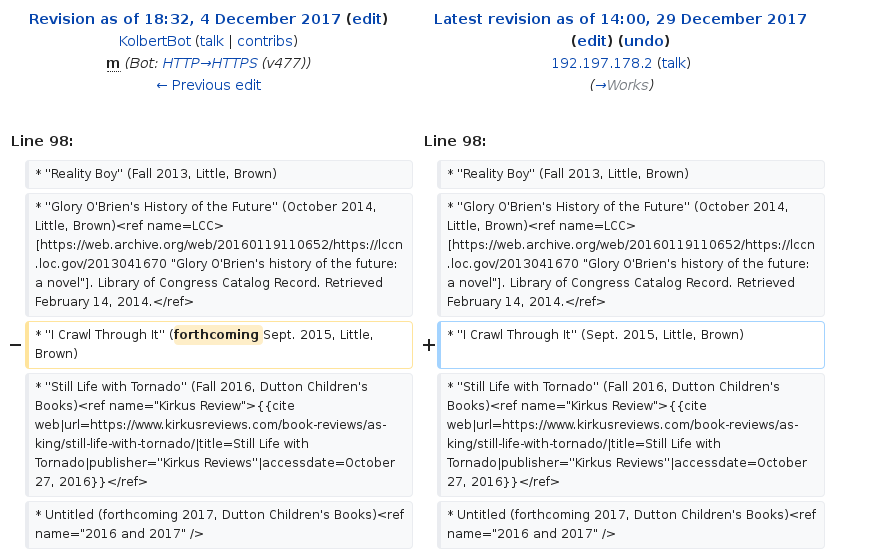 Revision as of 18:32, 4 December 2017 (edit)
KolbertBot (talk | contribs)
m (Bot: HTTP→HTTPS (v477))
← Previous edit
Latest revision as of 14:00, 29 December 2017
(edit) (undo)
192.197.178.2 (talk)
(→Works)
Line 98:
Line 98:
* "Reality Boy" (Fall 2013, Little, Brown)
* "Reality Boy" (Fall 2013, Little, Brown)
* "Glory O'Brien's History of the Future" (October 2014,
Little, Brown)<ref name=LCC>
[https://web.archive.org/web/20160119110652/https://lccn
.loc.gov/2013041670 "Glory O'Brien's history of the future:
a novel"]. Library of Congress Catalog Record. Retrieved
February 14, 2014.</ref>
* "Glory O'Brien's History of the Future" (October 2014,
Little, Brown)<ref name=LCC>
[https://web.archive.org/web/20160119110652/https://lccn
.loc.gov/2013041670 "Glory O'Brien's history of the future:
a novel"]. Library of Congress Catalog Record. Retrieved
February 14, 2014.</ref>
− * "I Crawl Through It" (forthcoming Sept. 2015, Little,
Brown)
+ * "I Crawl Through It" (Sept. 2015, Little, Brown)
* "Still Life with Tornado" (Fall 2016, Dutton Children's
Books)<ref name="Kirkus Review">{{cite
web|url=https://www.kirkusreviews.com/book-reviews/as-
king/still-life-with-tornado/|title=Still Life with
Tornado|publisher=''Kirkus Reviews''|accessdate=October
27, 2016}}</ref>
* "Still Life with Tornado" (Fall 2016, Dutton Children's
Books)<ref name="Kirkus Review">{{cite
web|url=https://www.kirkusreviews.com/book-reviews/as-
king/still-life-with-tornado/|title=Still Life with
Tornado|publisher=''Kirkus Reviews''|accessdate=October
27, 2016}}</ref>
* Untitled (forthcoming 2017, Dutton Children's Books)<ref
name="2016 and 2017" />
* Untitled (forthcoming 2017, Dutton Children's Books)<ref
name="2016 and 2017" />